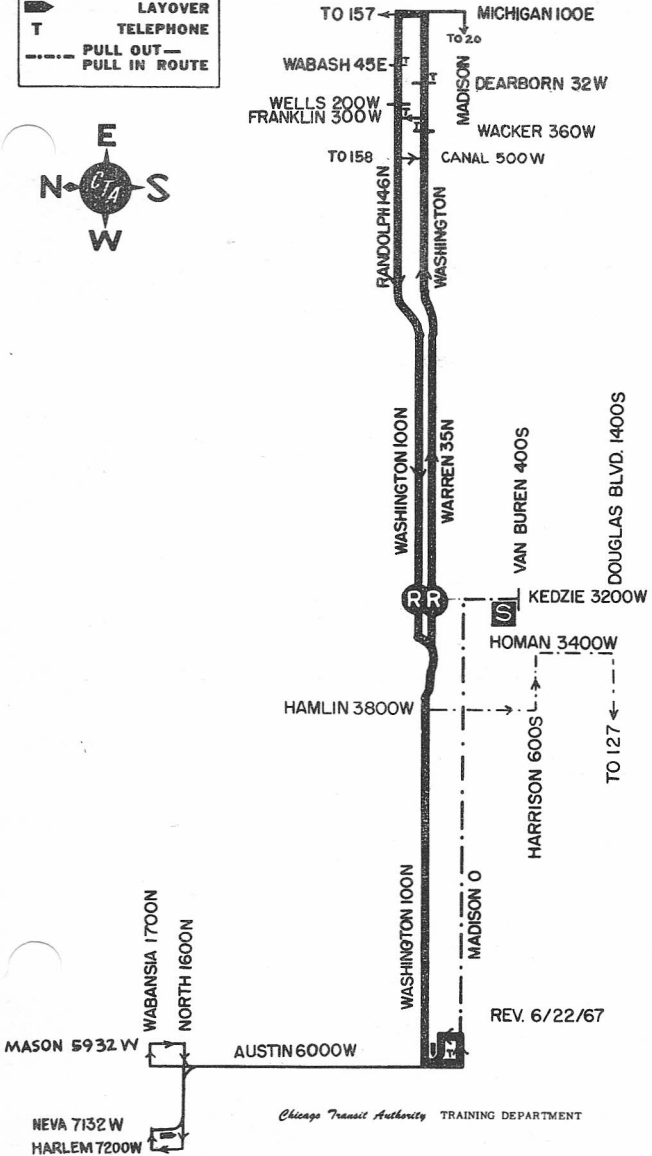 LAYOVER
T TELEPHONE
PULL OUT—
PULL IN ROUTE
TO 157
MICHIGAN 100E
TO 20
WABASH 45E
T
T
MADISON
DEARBORN 32W
WELLS 200W
T
FRANKLIN 300W
T
WACKER 360W
TO 158
CANAL 500W
E
N
CTA
S
W
RANDOLPH 146N
WASHINGTON
WASHINGTON 100N
WARREN 35N
VAN BUREN 400S
DOUGLAS BLVD. 1400S
R R
KEDZIE 3200W
S
HOMAN 3400W
HAMLIN 3800W
HARRISON 600S
TO 127
WASHINGTON 100N
MADISON 0
WABANSIA 1700N
NORTH 1600N
REV. 6/22/67
T
MASON 5932 W
AUSTIN 6000W
NEVA 7132 W
HARLEM 7200W
Chicago Transit Authority TRAINING DEPARTMENT